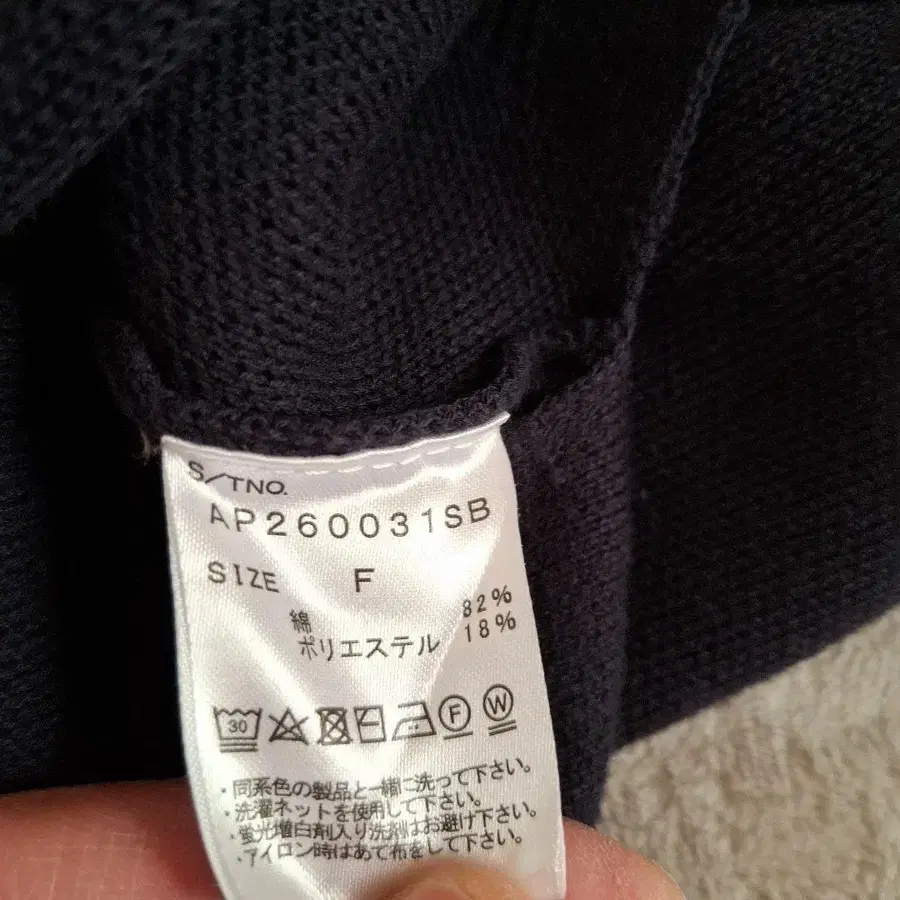 S/TNO.
AP260031SB
SIZE F
綿 82%
ポリエステル 18%
30 F W
・同系色の製品と一緒に洗って下さい。
・洗濯ネットを使用して下さい。
・蛍光増白剤入り洗剤はお避け下さい。
・アイロン時はあて布をして下さい。